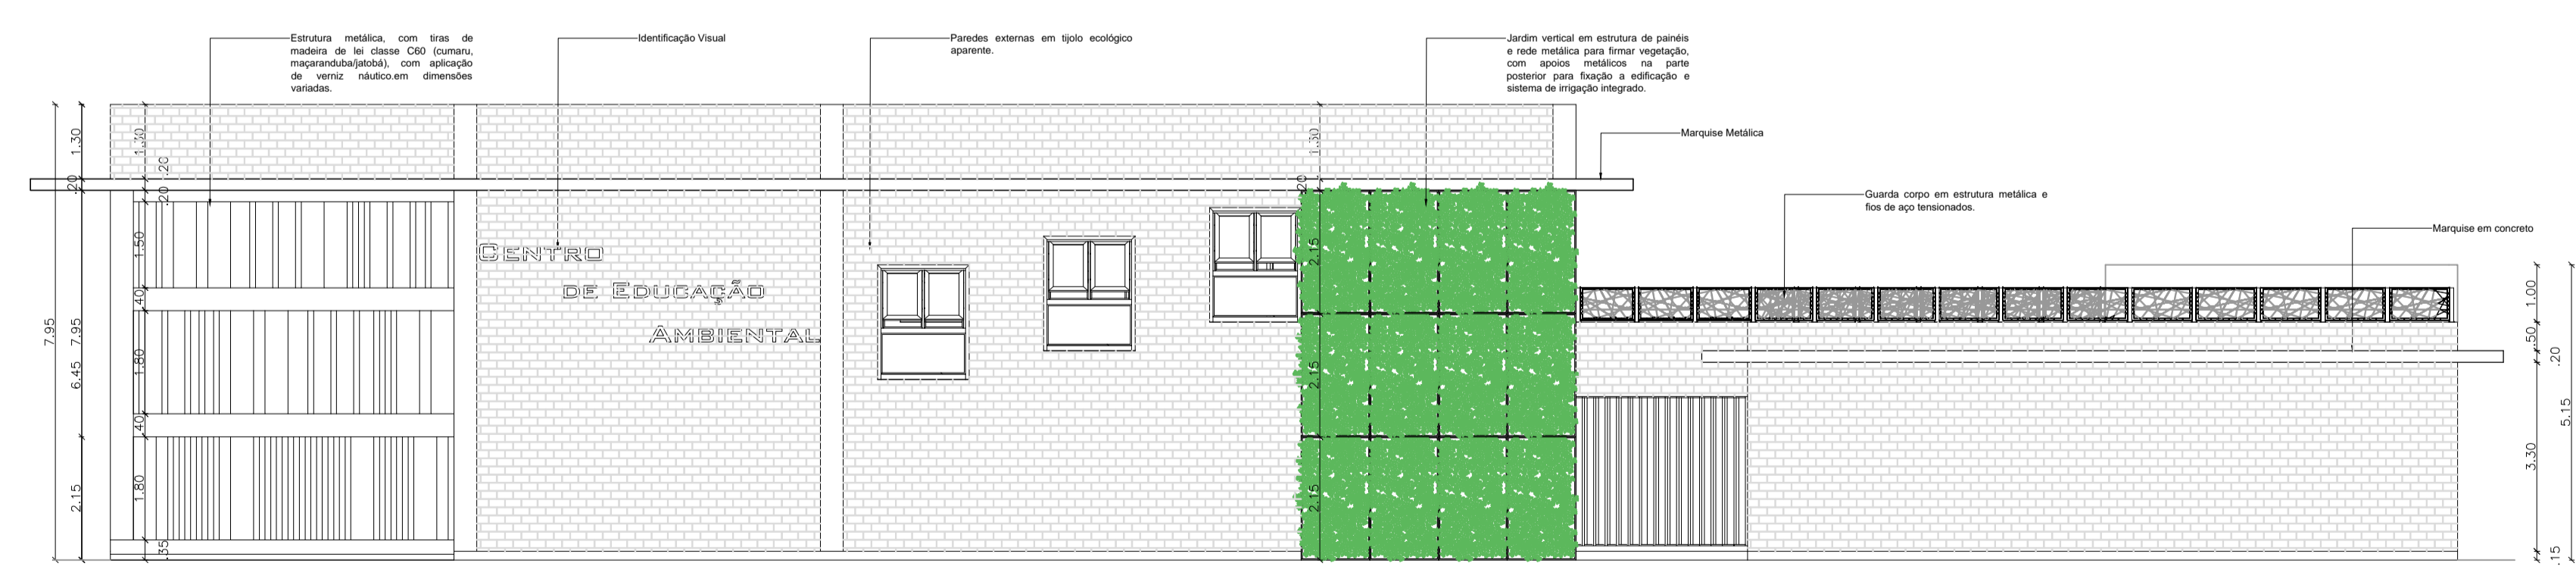 Estrutura metálica, com tiras de
madeira de lei classe C60 (cumaru,
maçaranduba/jatobá), com aplicação
de verniz náutico.em dimensões
variadas.
Identificação Visual
Paredes externas em tijolo ecológico
aparente.
Jardim vertical em estrutura de painéis
e rede metálica para firmar vegetação,
com apoios metálicos na parte
posterior para fixação a edificação e
sistema de irrigação integrado.
Marquise Metálica
Guarda corpo em estrutura metálica e
fios de aço tensionados.
Marquise em concreto
Centro
de Educação
Ambiental
7.95
1.30
.20
7.95
6.45
2.15
1.30
.20
.20
1.50
.40
1.80
.40
1.80
.35
1.30
.20
2.15
2.15
2.15
1.00
.50
.20
3.30
.15
5.15